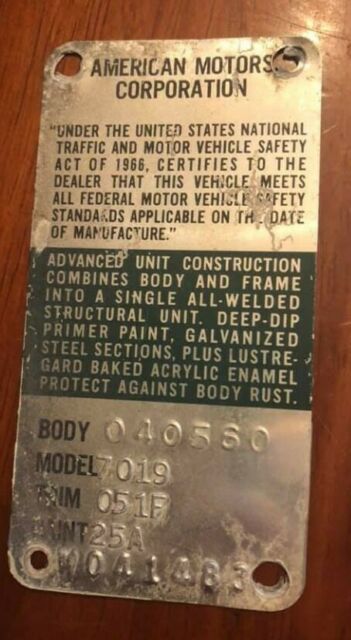 AMERICAN MOTORS
CORPORATION
"UNDER THE UNITED STATES NATIONAL
TRAFFIC AND MOTOR VEHICLE SAFETY
ACT OF 1966, CERTIFIES TO THE
DEALER THAT THIS VEHICLE MEETS
ALL FEDERAL MOTOR VEHICLE SAFETY
STANDARDS APPLICABLE ON THE DATE
OF MANUFACTURE."
ADVANCED UNIT CONSTRUCTION
COMBINES BODY AND FRAME
INTO A SINGLE ALL-WELDED
STRUCTURAL UNIT. DEEP-DIP
PRIMER PAINT, GALVANIZED
STEEL SECTIONS, PLUS LUSTRE-
GARD BAKED ACRYLIC ENAMEL
PROTECT AGAINST BODY RUST.
BODY 040560
MODEL 7019
TRIM 051F
PAINT 25A
W041483